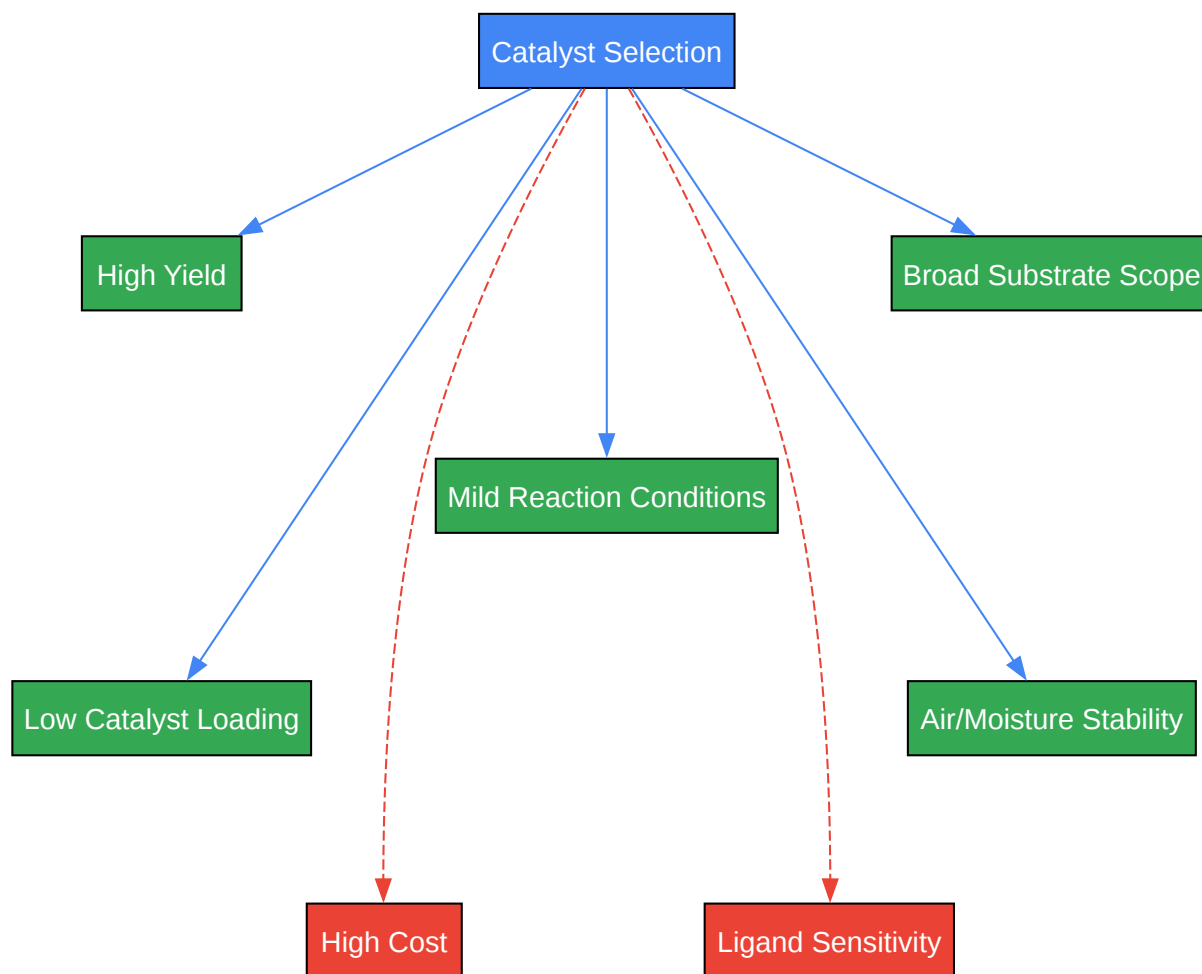 Catalyst Selection
High Yield
Broad Substrate Scope
Mild Reaction Conditions
Low Catalyst Loading
Air/Moisture Stability
High Cost
Ligand Sensitivity